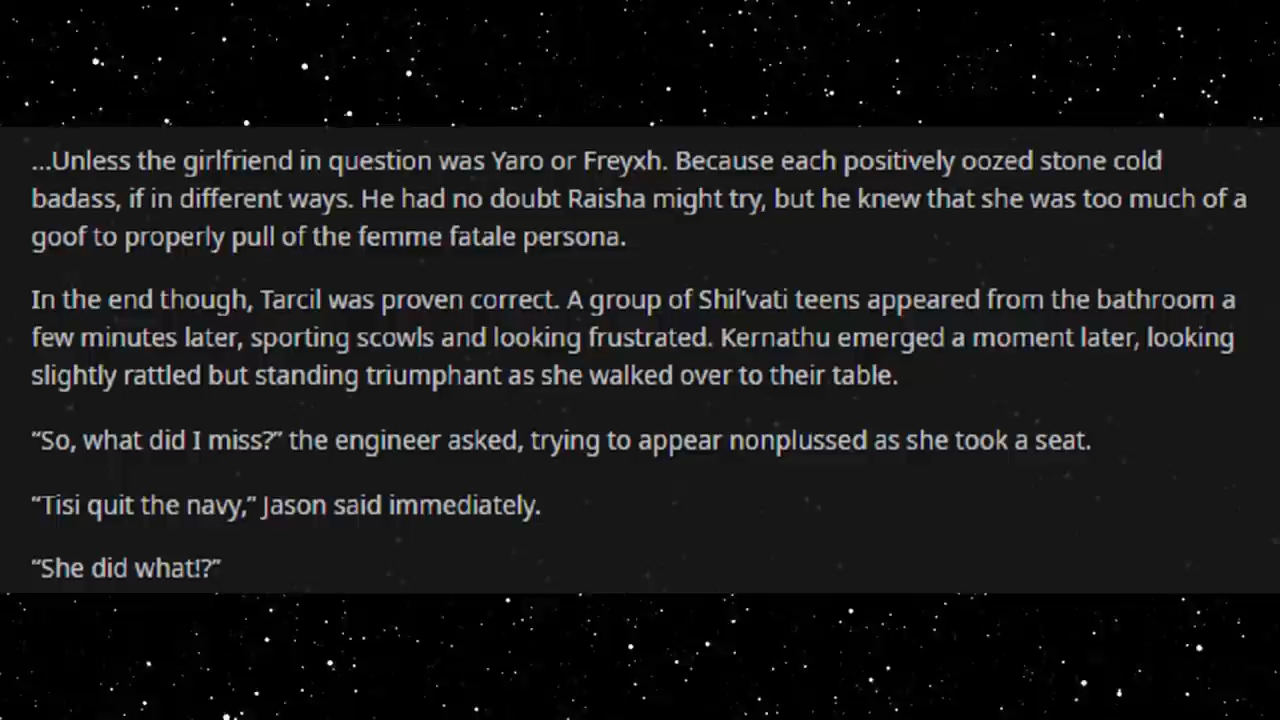 ...Unless the girlfriend in question was Yaro or Freyxh. Because each positively oozed stone cold
badass, if in different ways. He had no doubt Raisha might try, but he knew that she was too much of a
goof to properly pull of the femme fatale persona.
In the end though, Tarcil was proven correct. A group of Shil’vati teens appeared from the bathroom a
few minutes later, sporting scowls and looking frustrated. Kernathu emerged a moment later, looking
slightly rattled but standing triumphant as she walked over to their table.
“So, what did I miss?” the engineer asked, trying to appear nonplussed as she took a seat.
“Tisi quit the navy,” Jason said immediately.
“She did what!?”